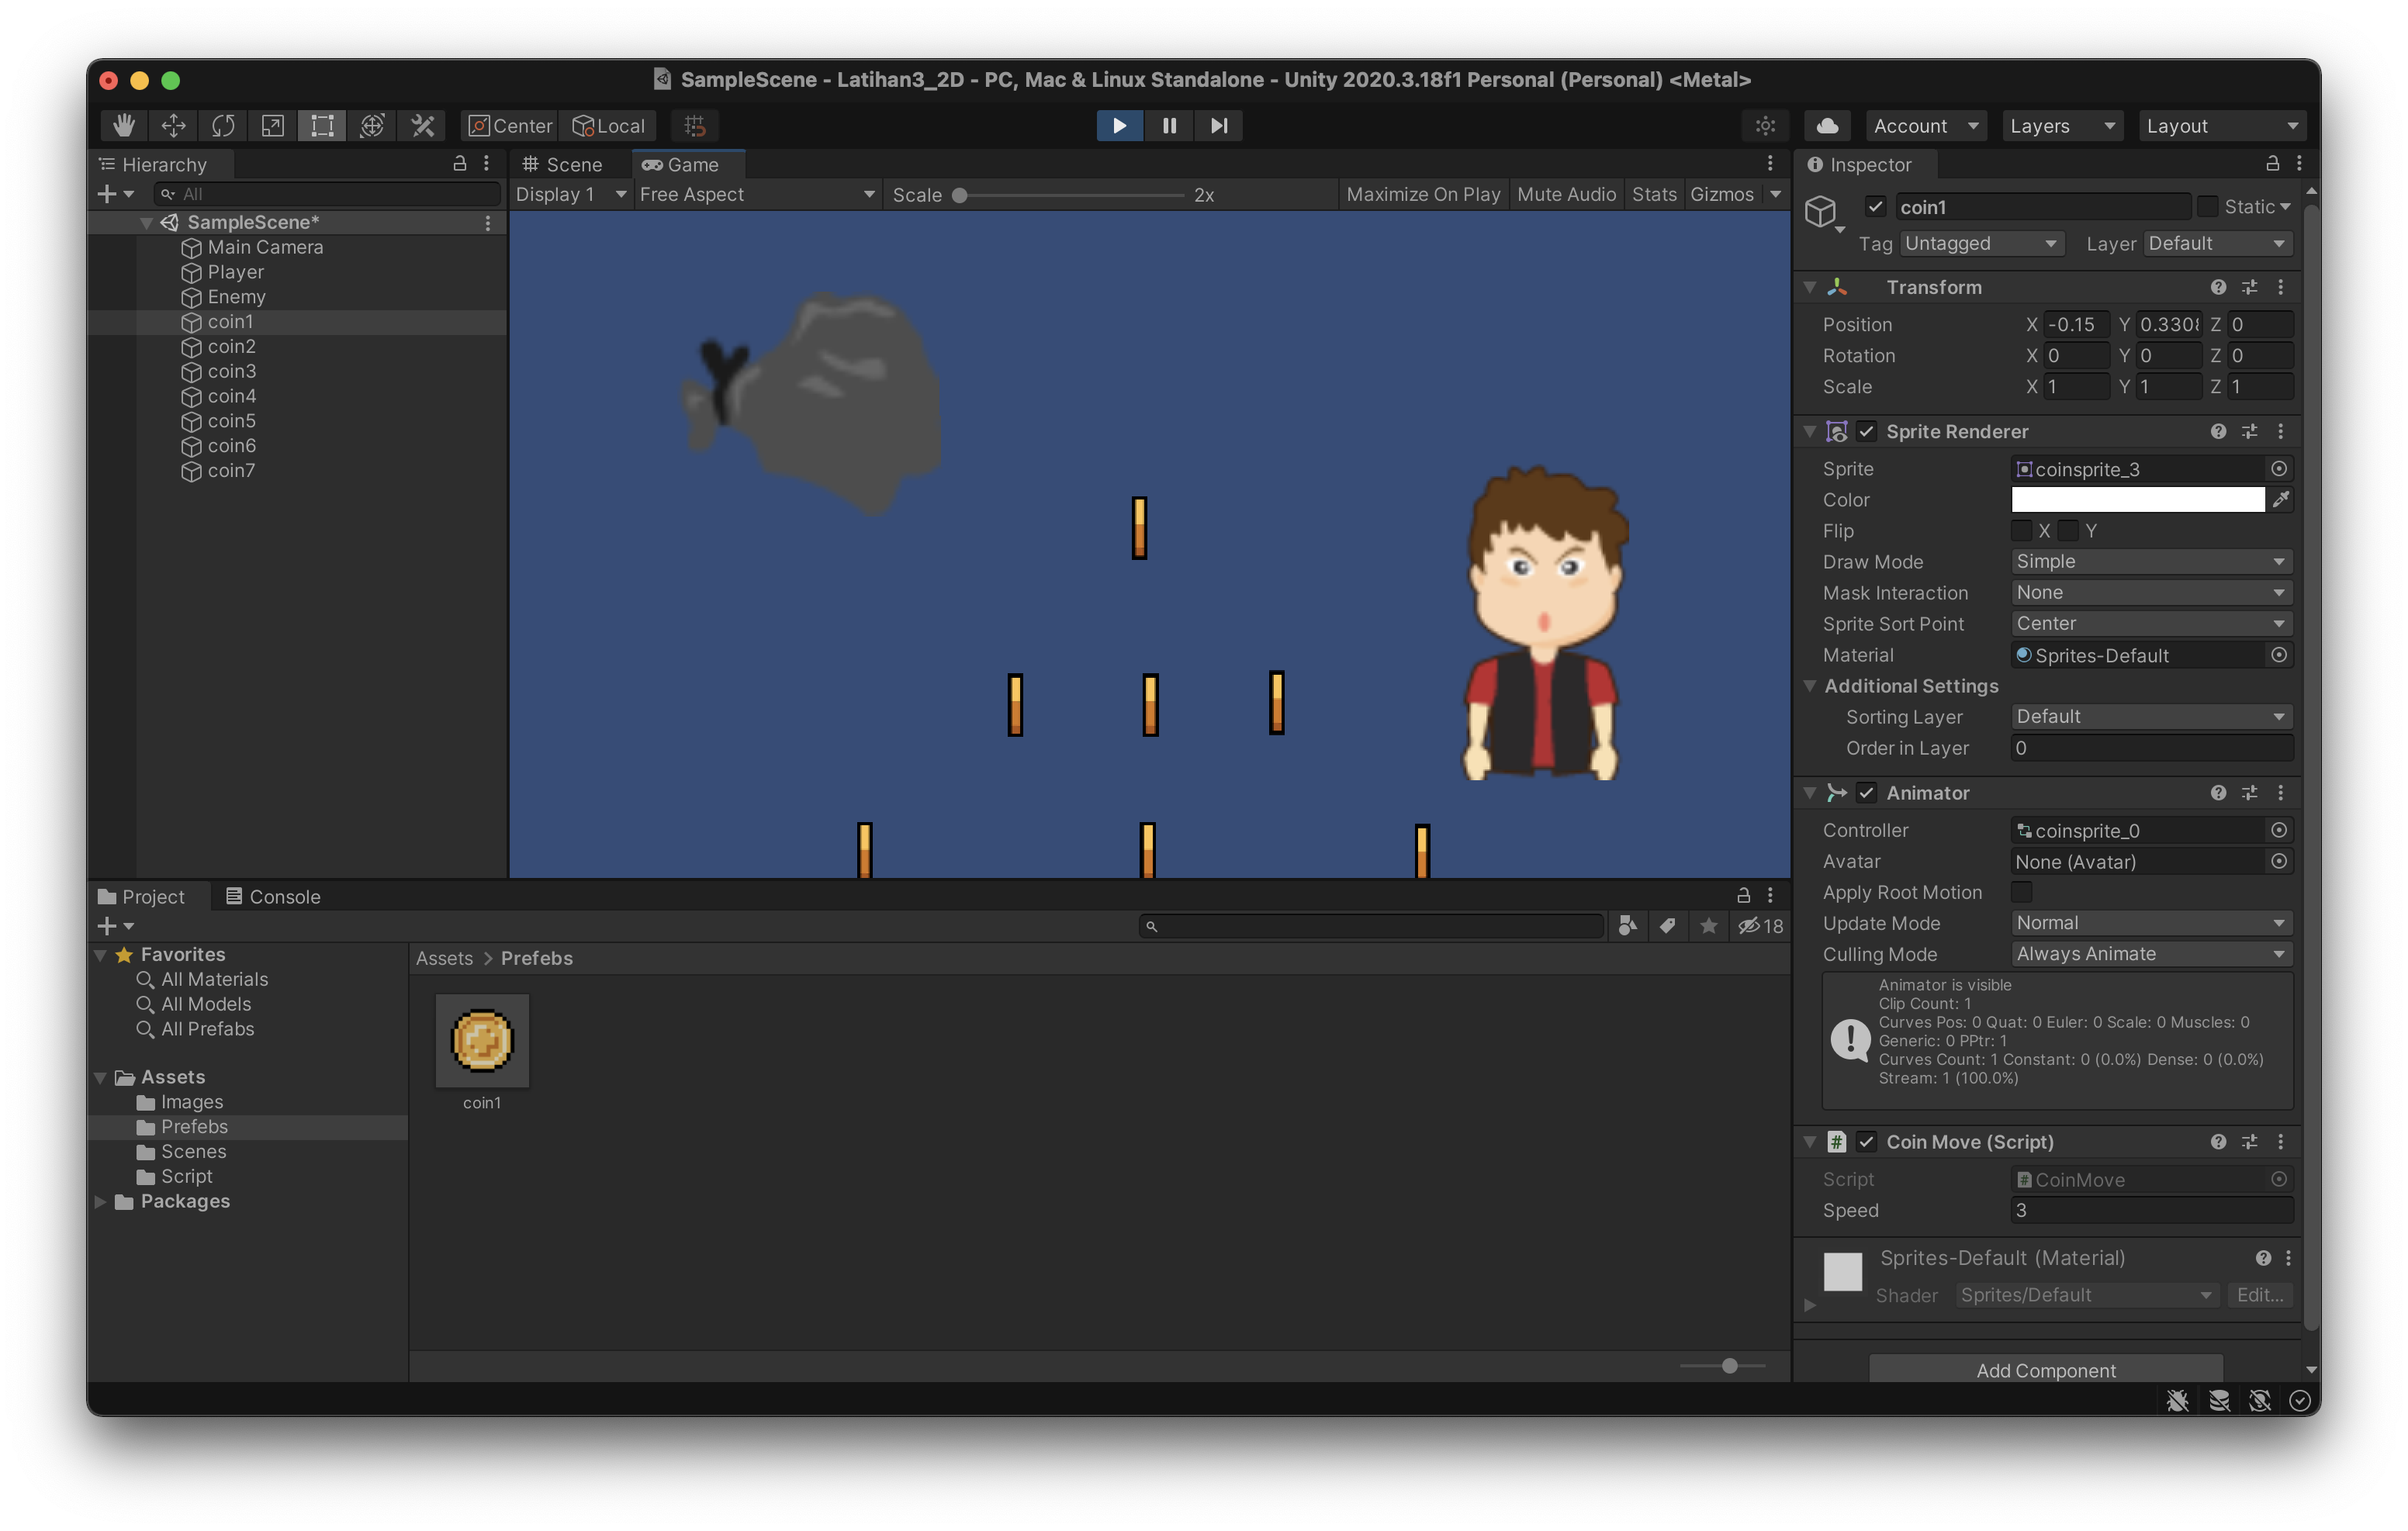 SampleScene - Latihan3_2D - PC, Mac & Linux Standalone - Unity 2020.3.18f1 Personal (Personal) <Metal>
Center Local Account Layers Layout
Hierarchy
All
SampleScene*
Main Camera
Player
Enemy
coin1
coin2
coin3
coin4
coin5
coin6
coin7
Scene Game
Display 1 Free Aspect Scale 2x Maximize On Play Mute Audio Stats Gizmos
Inspector
coin1 Static
Tag Untagged Layer Default
Transform
Position X -0.15 Y Z 0
Rotation X 0 Y 0 Z 0
Scale X 1 Y 1 Z 1
Sprite Renderer
Sprite coinsprite_3
Color
Flip X Y
Draw Mode Simple
Mask Interaction None
Sprite Sort Point Center
Material Sprites-Default
Additional Settings
Sorting Layer Default
Order in Layer 0
Animator
Controller coinsprite_0
Avatar None (Avatar)
Apply Root Motion
Update Mode Normal
Culling Mode Always Animate
Animator is visible
Clip Count: 1
Curves Pos: 0 Quat: 0 Euler: 0 Scale: 0 Muscles: 0
Generic: 0 PPtr: 1
Curves Count: 1 Constant: 0 (0.0%) Dense: 0 (0.0%)
Stream: 1 (100.0%)
Coin Move (Script)
Script CoinMove
Speed 3
Sprites-Default (Material)
Shader Sprites/Default Edit...
Add Component
Project Console
18
Favorites
All Materials
All Models
All Prefabs
Assets
Images
Prefebs
Scenes
Script
Packages
Assets > Prefebs
coin1